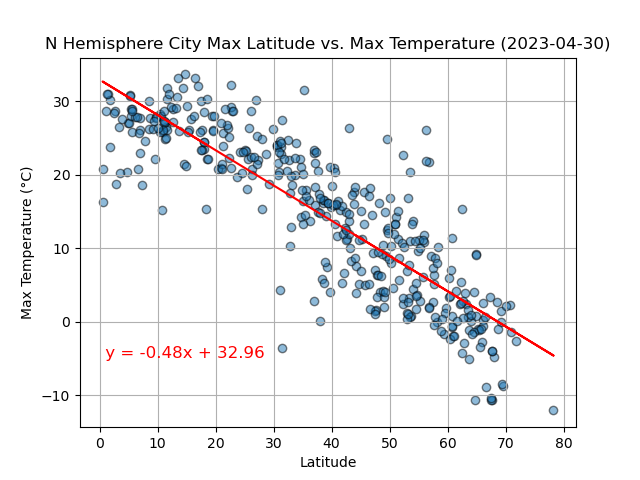 N Hemisphere City Max Latitude vs. Max Temperature (2023-04-30)
Max Temperature (°C)
30
20
10
0
−10
y = -0.48x + 32.96
0 10 20 30 40 50 60 70 80
Latitude